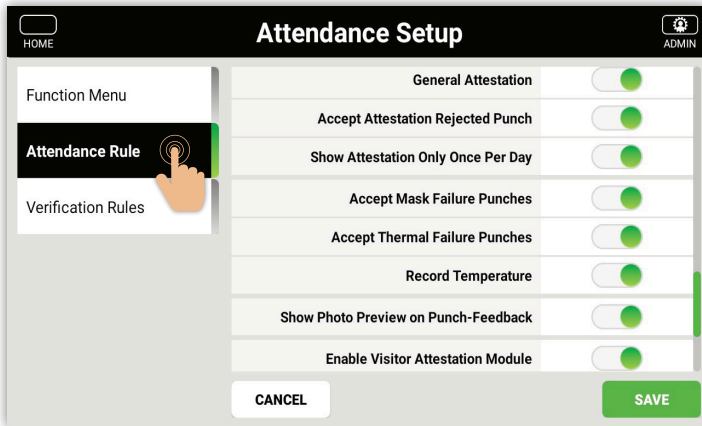 HOME
Attendance Setup
ADMIN
Function Menu
Attendance Rule
Verification Rules
General Attestation
Accept Attestation Rejected Punch
Show Attestation Only Once Per Day
Accept Mask Failure Punches
Accept Thermal Failure Punches
Record Temperature
Show Photo Preview on Punch-Feedback
Enable Visitor Attestation Module
CANCEL
SAVE